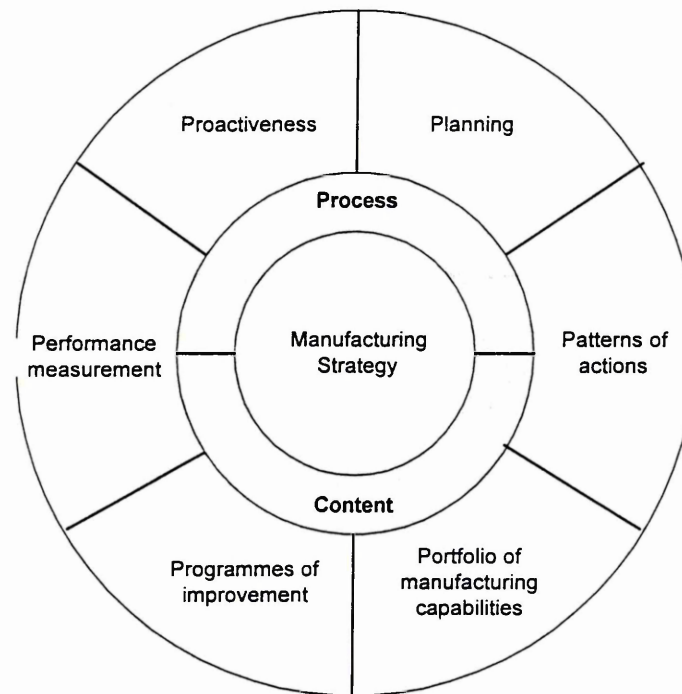 Proactiveness
Planning
Process
Performance
measurement
Manufacturing
Strategy
Patterns of
actions
Content
Programmes of
improvement
Portfolio of
manufacturing
capabilities